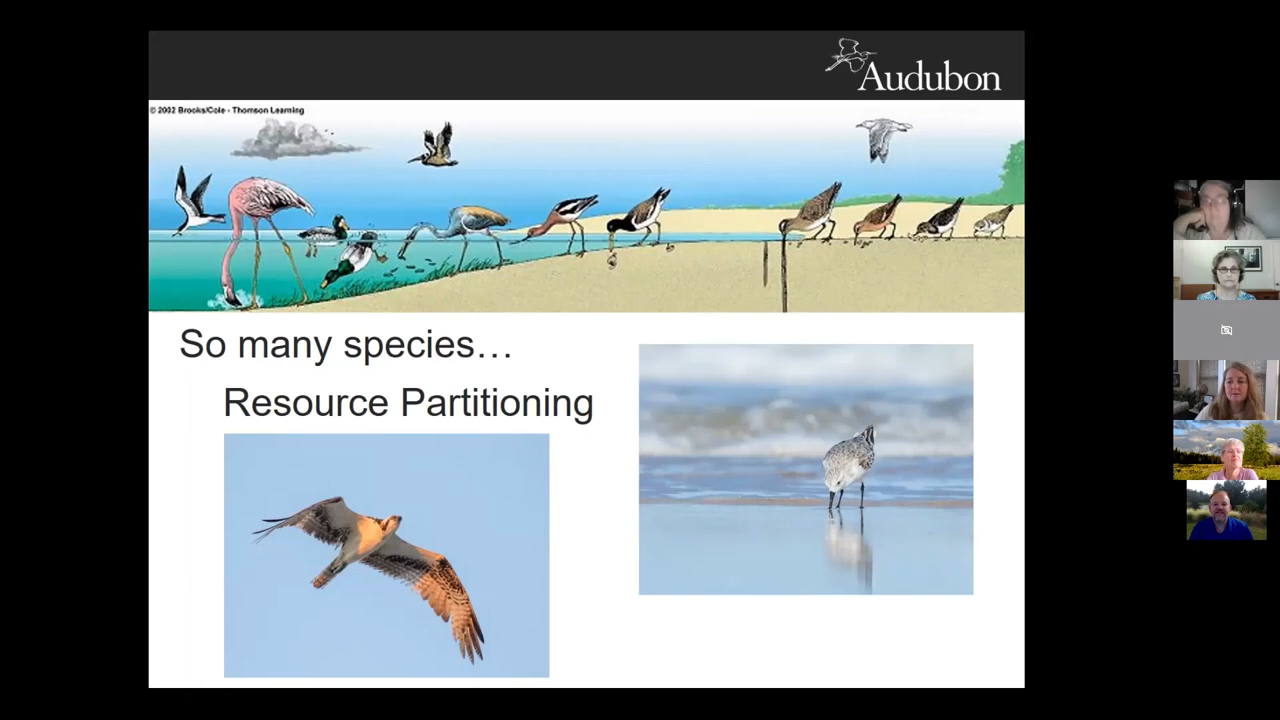 Audubon
© 2002 Brooks/Cole - Thomson Learning
So many species…
Resource Partitioning